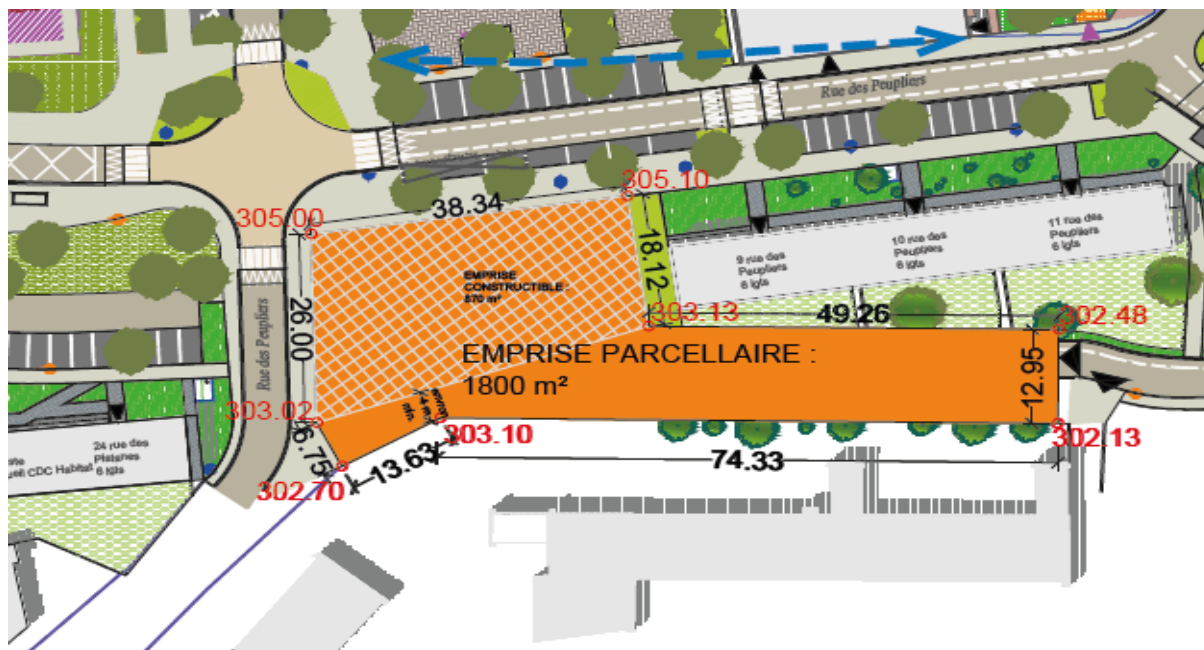 Rue des Peupliers
305.10
305.00
38.34
18.12
EMPRISE
CONSTRUCTIBLE :
870 m²
9 rue des
Peupliers
6 lgts
10 rue des
Peupliers
6 lgts
11 rue des
Peupliers
6 lgts
26.00
Rue des Peupliers
303.13
49.26
302.48
EMPRISE PARCELLAIRE :
1800 m²
12.95
303.02
6.75
13.63
303.10
302.13
74.33
302.70
24 rue des
Platanes
6 lgts
CDC Habitat